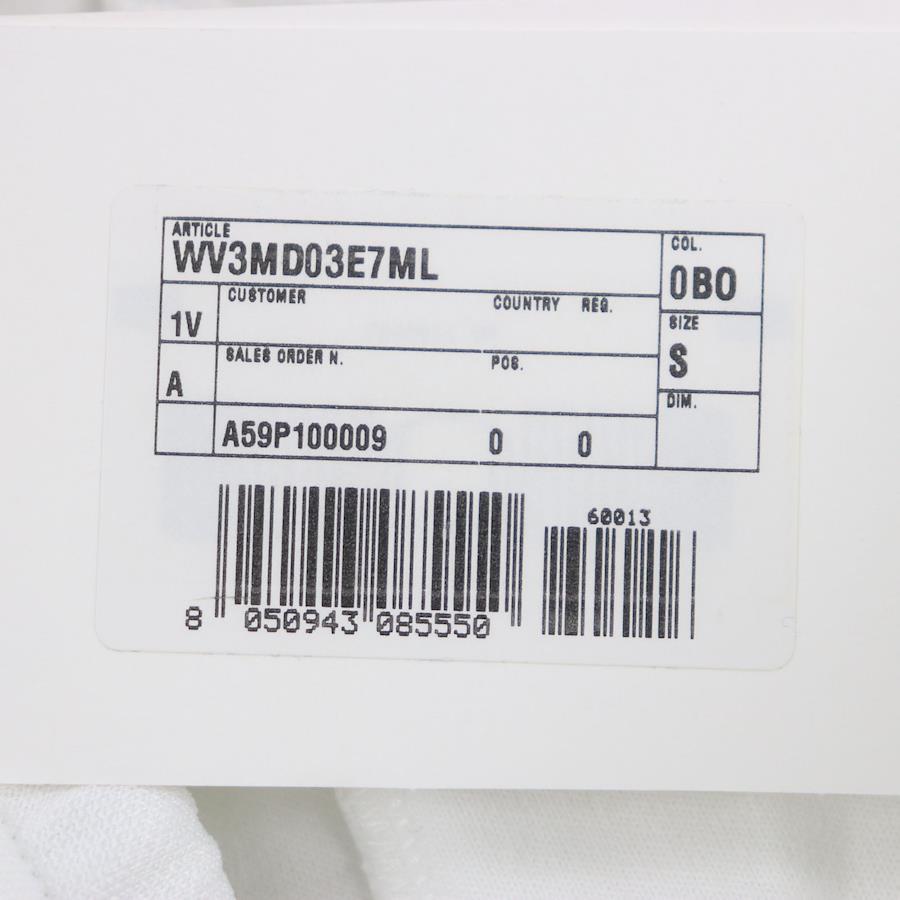 ARTICLE
WV3MD03E7ML
COL.
0B0
1V
CUSTOMER
COUNTRY REG.
SIZE
S
A
SALES ORDER N.
POS.
DIM.
A59P100009 0 0
60013
8 050943 085550